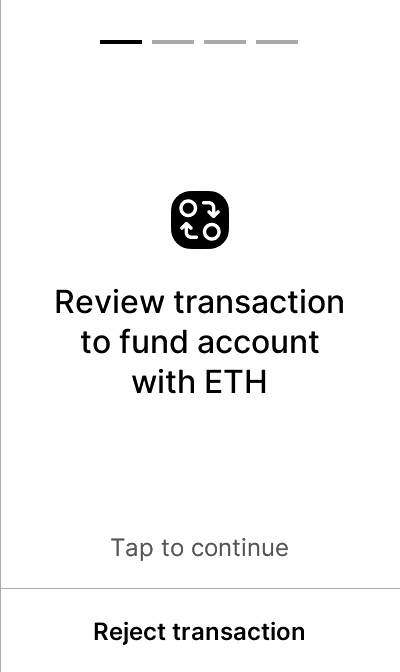 Review transaction
to fund account
with ETH
Tap to continue
Reject transaction